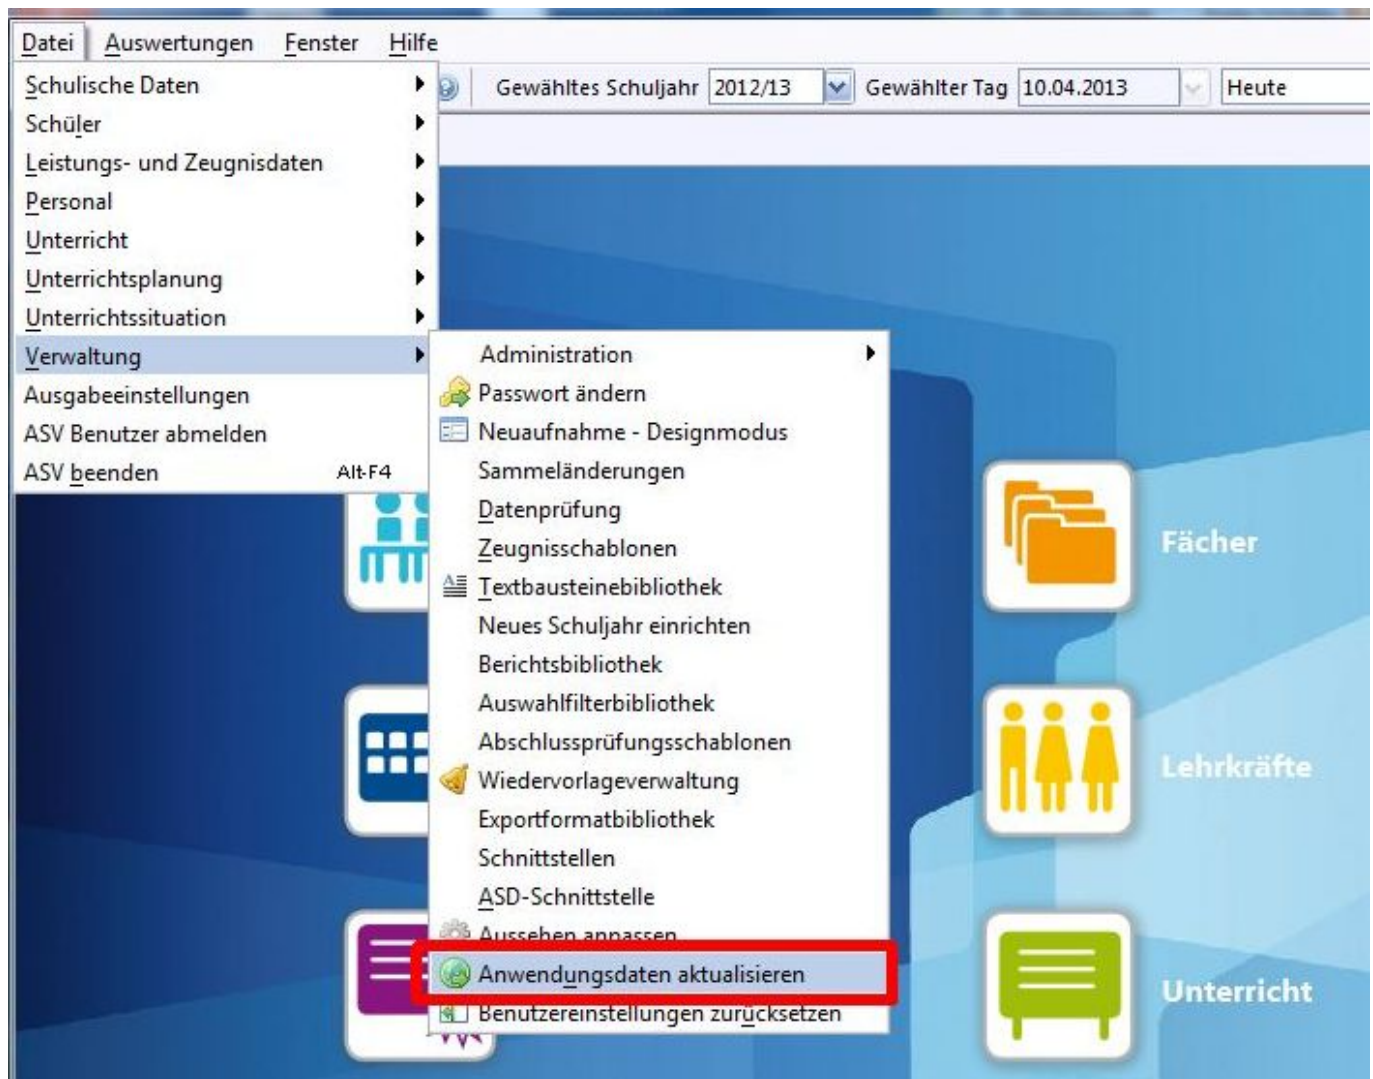 Datei Auswertungen Fenster Hilfe
Gewähltes Schuljahr 2012/13 Gewählter Tag 10.04.2013 Heute
Schulische Daten
Schüler
Leistungs- und Zeugnisdaten
Personal
Unterricht
Unterrichtsplanung
Unterrichtssituation
Verwaltung
Ausgabeeinstellungen
ASV Benutzer abmelden
ASV beenden Alt-F4
Administration
Passwort ändern
Neuaufnahme - Designmodus
Sammeländerungen
Datenprüfung
Zeugnisschablonen
Textbausteinebibliothek
Neues Schuljahr einrichten
Berichtsbibliothek
Auswahlfilterbibliothek
Abschlussprüfungsschablonen
Wiedervorlageverwaltung
Exportformatbibliothek
Schnittstellen
ASD-Schnittstelle
Aussehen anpassen
Anwendungsdaten aktualisieren
Benutzereinstellungen zurücksetzen
Fächer
Lehrkräfte
Unterricht